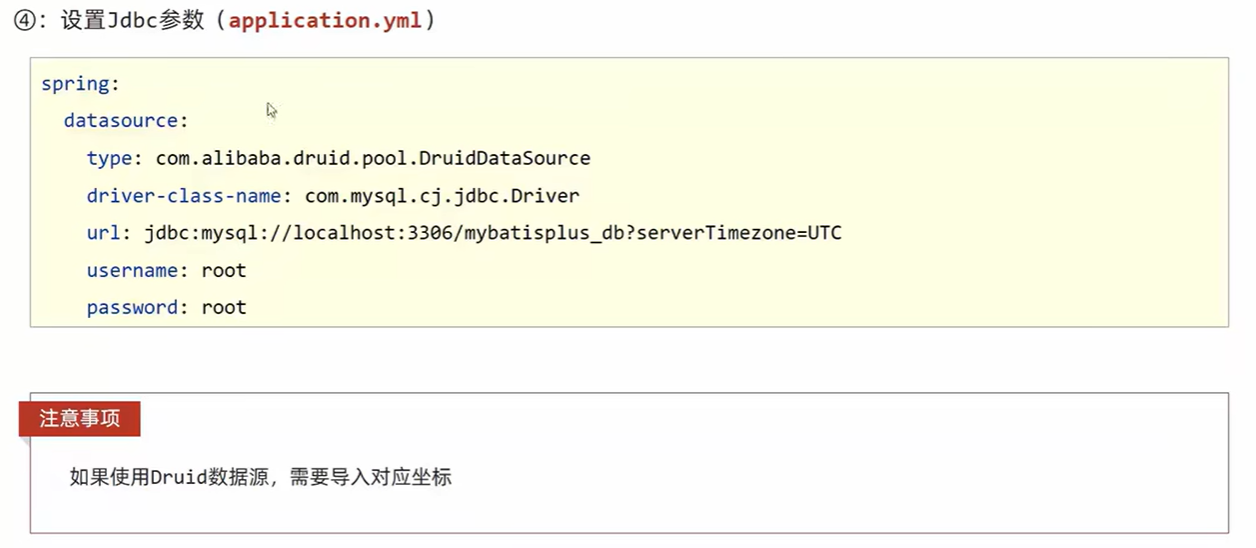 ④：设置Jdbc参数（application.yml）
spring:
  datasource:
    type: com.alibaba.druid.pool.DruidDataSource
    driver-class-name: com.mysql.cj.jdbc.Driver
    url: jdbc:mysql://localhost:3306/mybatisplus_db?serverTimezone=UTC
    username: root
    password: root
注意事项
如果使用Druid数据源，需要导入对应坐标